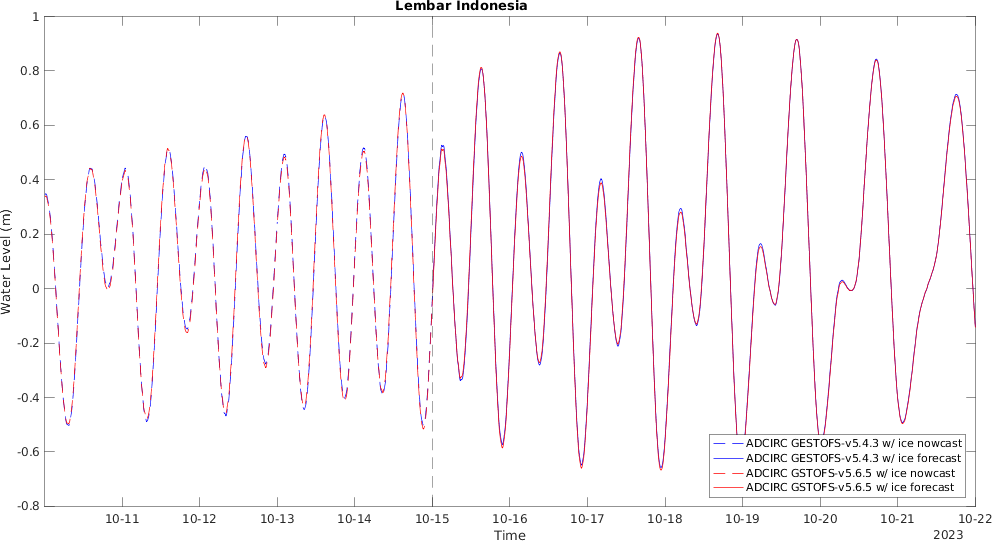 Lembar Indonesia
1
0.8
0.6
0.4
0.2
0
-0.2
-0.4
-0.6
-0.8
Water Level (m)
ADCIRC GESTOFS-v5.4.3 w/ ice nowcast
ADCIRC GESTOFS-v5.4.3 w/ ice forecast
ADCIRC GSTOFS-v5.6.5 w/ ice nowcast
ADCIRC GSTOFS-v5.6.5 w/ ice forecast
10-11 10-12 10-13 10-14 10-15 10-16 10-17 10-18 10-19 10-20 10-21 10-22
Time
2023